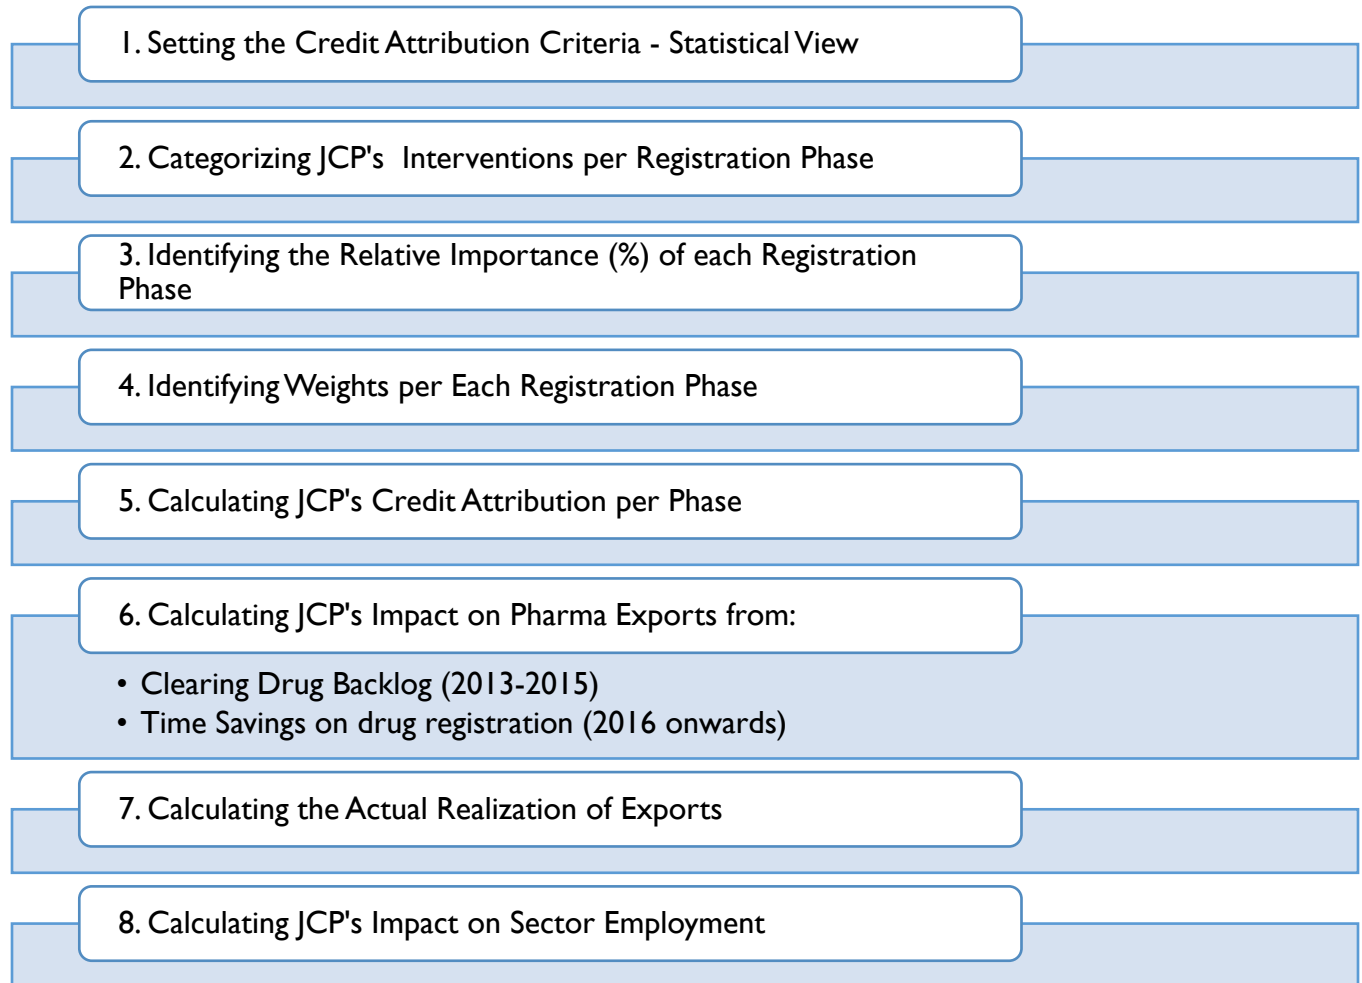 1. Setting the Credit Attribution Criteria - Statistical View
2. Categorizing JCP's  Interventions per Registration Phase
3. Identifying the Relative Importance (%) of each Registration
Phase
4. Identifying Weights per Each Registration Phase
5. Calculating JCP's Credit Attribution per Phase
6. Calculating JCP's Impact on Pharma Exports from:
• Clearing Drug Backlog (2013-2015)
• Time Savings on drug registration (2016 onwards)
7. Calculating the Actual Realization of Exports
8. Calculating JCP's Impact on Sector Employment